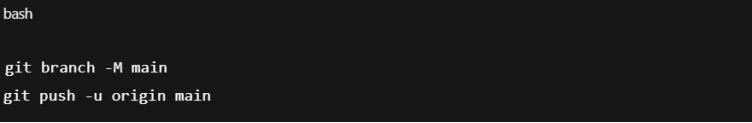 bash
git branch -M main
git push -u origin main